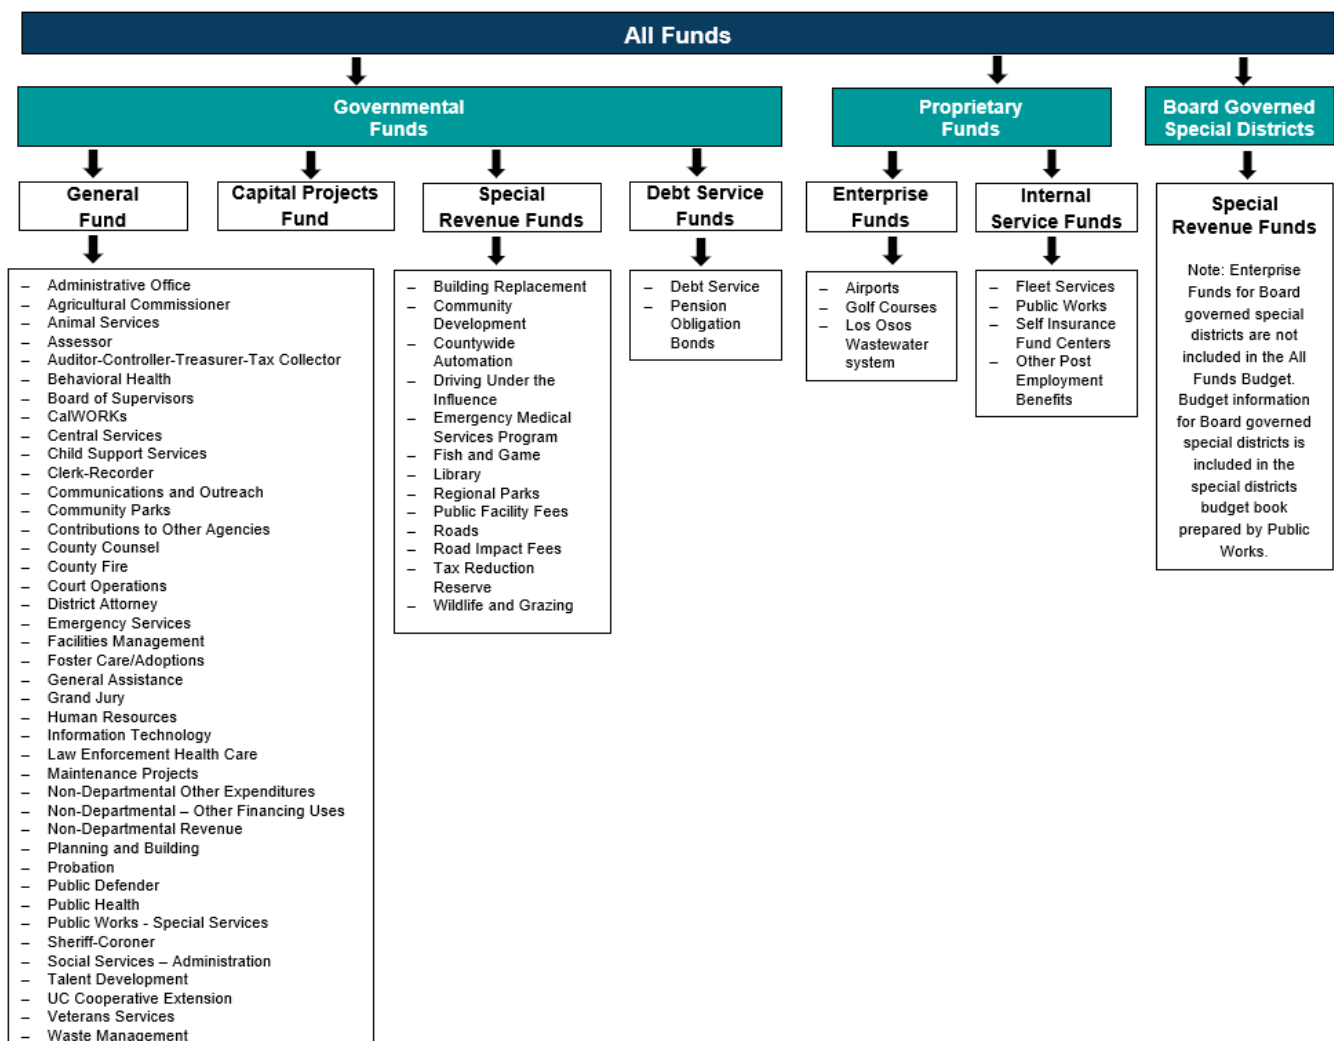 All Funds
Governmental
Funds
Proprietary
Funds
Board Governed
Special Districts
General
Fund
Capital Projects
Fund
Special
Revenue Funds
Debt Service
Funds
Enterprise
Funds
Internal
Service Funds
Special
Revenue Funds
Note: Enterprise
Funds for Board
governed special
districts are not
included in the All
Funds Budget.
Budget information
for Board governed
special districts is
included in the
special districts
budget book
prepared by Public
Works.
– Administrative Office
– Agricultural Commissioner
– Animal Services
– Assessor
– Auditor-Controller-Treasurer-Tax Collector
– Behavioral Health
– Board of Supervisors
– CalWORKs
– Central Services
– Child Support Services
– Clerk-Recorder
– Communications and Outreach
– Community Parks
– Contributions to Other Agencies
– County Counsel
– County Fire
– Court Operations
– District Attorney
– Emergency Services
– Facilities Management
– Foster Care/Adoptions
– General Assistance
– Grand Jury
– Human Resources
– Information Technology
– Law Enforcement Health Care
– Maintenance Projects
– Non-Departmental Other Expenditures
– Non-Departmental – Other Financing Uses
– Non-Departmental Revenue
– Planning and Building
– Probation
– Public Defender
– Public Health
– Public Works - Special Services
– Sheriff-Coroner
– Social Services – Administration
– Talent Development
– UC Cooperative Extension
– Veterans Services
– Waste Management
– Building Replacement
– Community
Development
– Countywide
Automation
– Driving Under the
Influence
– Emergency Medical
Services Program
– Fish and Game
– Library
– Regional Parks
– Public Facility Fees
– Roads
– Road Impact Fees
– Tax Reduction
Reserve
– Wildlife and Grazing
– Debt Service
– Pension
Obligation
Bonds
– Airports
– Golf Courses
– Los Osos
Wastewater
system
– Fleet Services
– Public Works
– Self Insurance
Fund Centers
– Other Post
Employment
Benefits